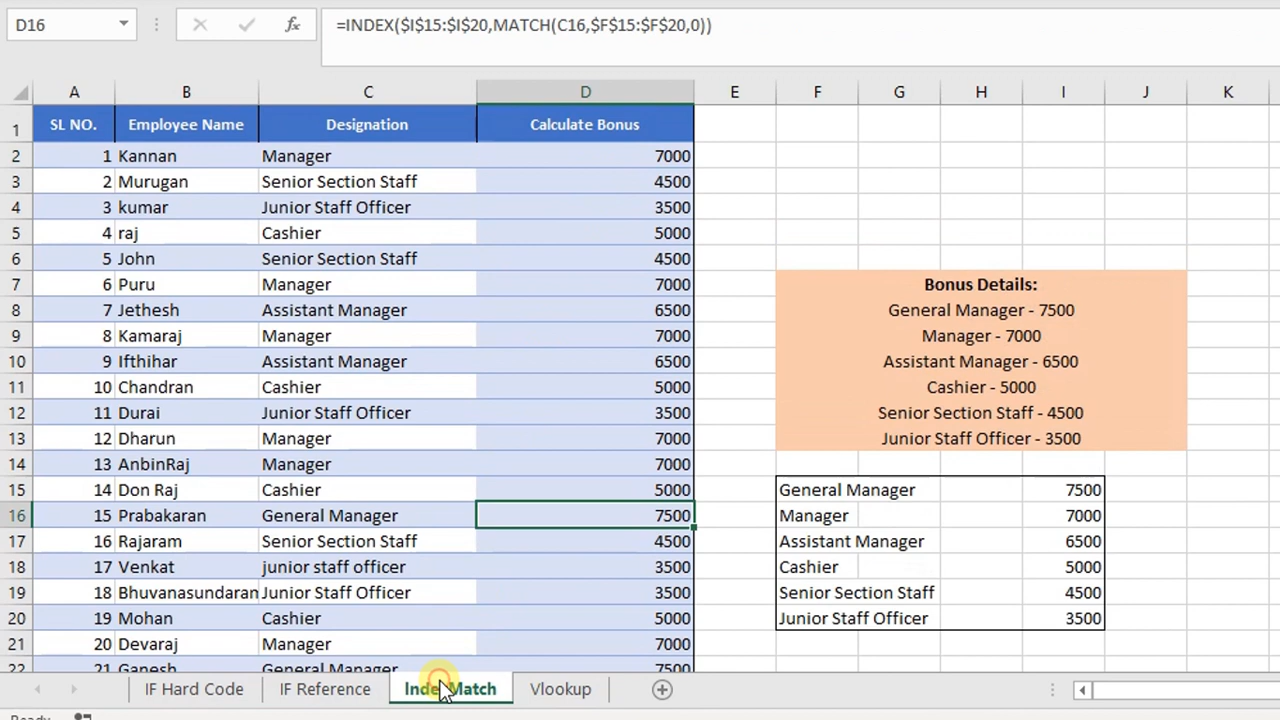 D16 fx =INDEX($I$15:$I$20,MATCH(C16,$F$15:$F$20,0))
A B C D E F G H I J K
1 SL NO. Employee Name Designation Calculate Bonus
2 1 Kannan Manager 7000
3 2 Murugan Senior Section Staff 4500
4 3 kumar Junior Staff Officer 3500
5 4 raj Cashier 5000
6 5 John Senior Section Staff 4500
7 6 Puru Manager 7000 Bonus Details:
8 7 Jethesh Assistant Manager 6500 General Manager - 7500
9 8 Kamaraj Manager 7000 Manager - 7000
10 9 Ifthihar Assistant Manager 6500 Assistant Manager - 6500
11 10 Chandran Cashier 5000 Cashier - 5000
12 11 Durai Junior Staff Officer 3500 Senior Section Staff - 4500
13 12 Dharun Manager 7000 Junior Staff Officer - 3500
14 13 AnbinRaj Manager 7000
15 14 Don Raj Cashier 5000 General Manager 7500
16 15 Prabakaran General Manager 7500 Manager 7000
17 16 Rajaram Senior Section Staff 4500 Assistant Manager 6500
18 17 Venkat junior staff officer 3500 Cashier 5000
19 18 Bhuvanasundaran Junior Staff Officer 3500 Senior Section Staff 4500
20 19 Mohan Cashier 5000 Junior Staff Officer 3500
21 20 Devaraj Manager 7000
22 21 Ganesh General Manager 7500
IF Hard Code IF Reference Index Match Vlookup
Ready